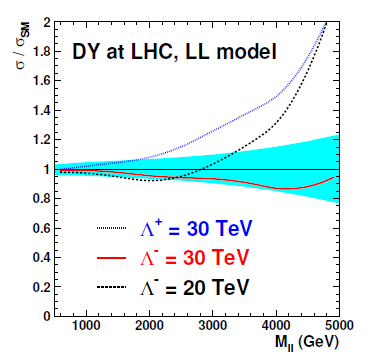 σ / σSM
2
1.8
1.6
1.4
1.2
1
0.8
0.6
0.4
0.2
0
DY at LHC, LL model
Λ+ = 30 TeV
Λ- = 30 TeV
Λ- = 20 TeV
1000 2000 3000 4000 5000
Mll (GeV)